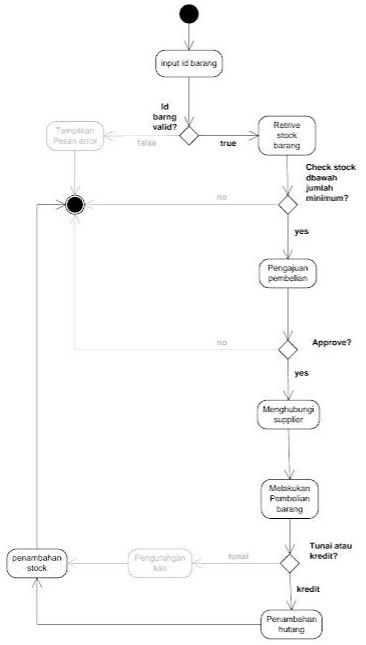 input id barang
Id
barng
valid?
Tampilkan
Pesan error
false
true
Retrive
stock
barang
Check stock
dbawah
jumlah
minimum?
no
yes
Pengajuan
pembelian
no
Approve?
yes
Menghubungi
supplier
Melakukan
Pembelian
barang
Tunai atau
kredit?
tunai
Pengurangan
kas
penambahan
stock
kredit
Penambahan
hutang